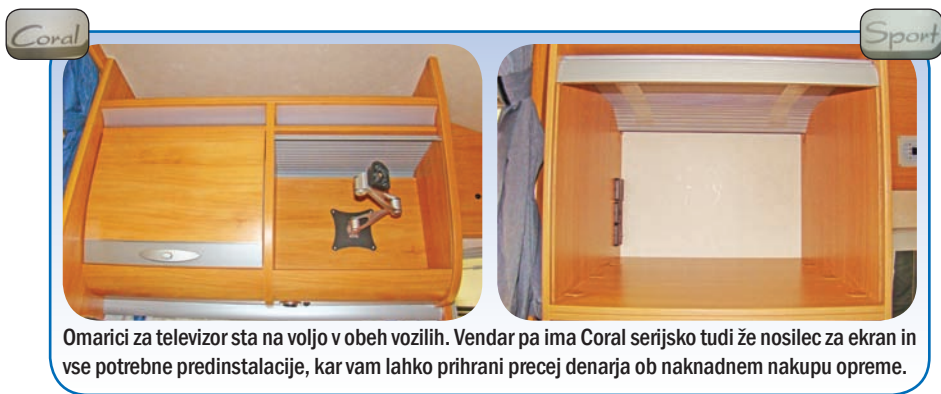 Coral
Sport
Omarici za televizor sta na voljo v obeh vozilih. Vendar pa ima Coral serijsko tudi že nosilec za ekran in
vse potrebne predinstalacije, kar vam lahko prihrani precej denarja ob naknadnem nakupu opreme.